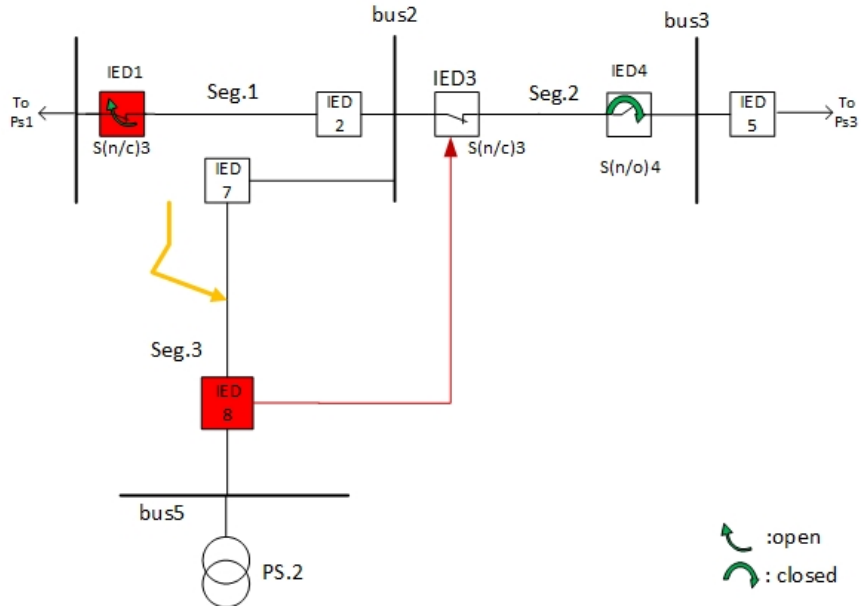 bus2
bus3
IED1
IED3
IED4
Seg.1
Seg.2
To
Ps1
IED
2
IED
5
To
Ps3
S(n/c)3
S(n/c)3
S(n/o)4
IED
7
Seg.3
IED
8
bus5
PS.2
:open
: closed